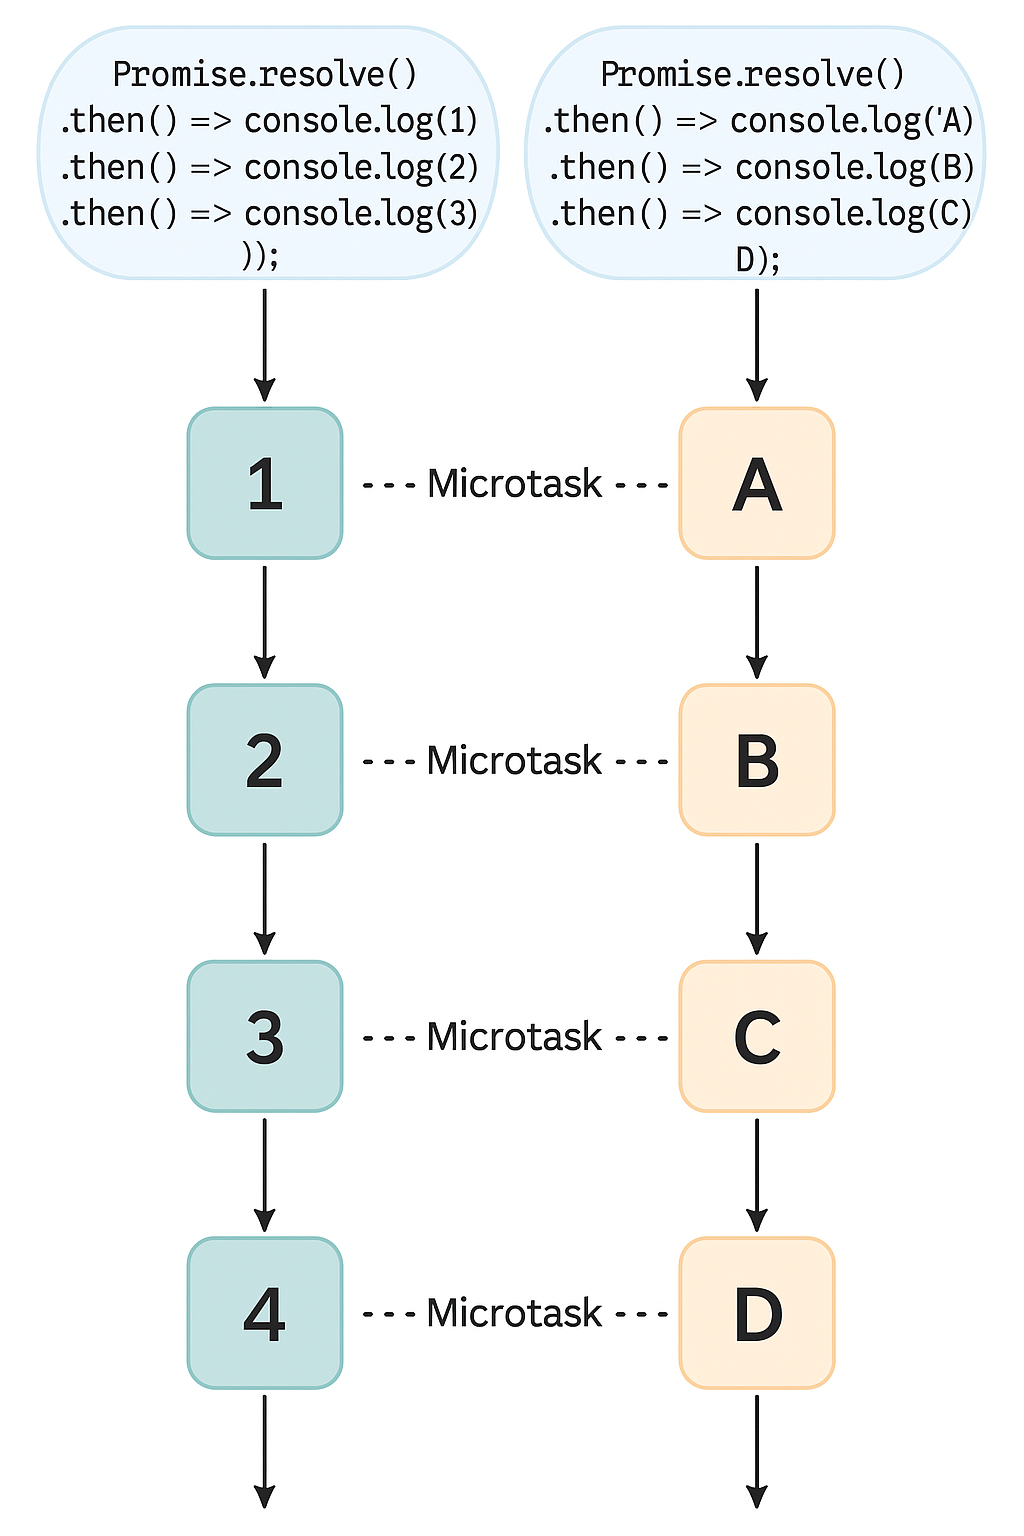 Promise.resolve()
.then() => console.log(1)
.then() => console.log(2)
.then() => console.log(3)
));
Promise.resolve()
.then() => console.log('A)
.then() => console.log(B)
.then() => console.log(C)
D);
1 --- Microtask --- A
2 --- Microtask --- B
3 --- Microtask --- C
4 --- Microtask --- D